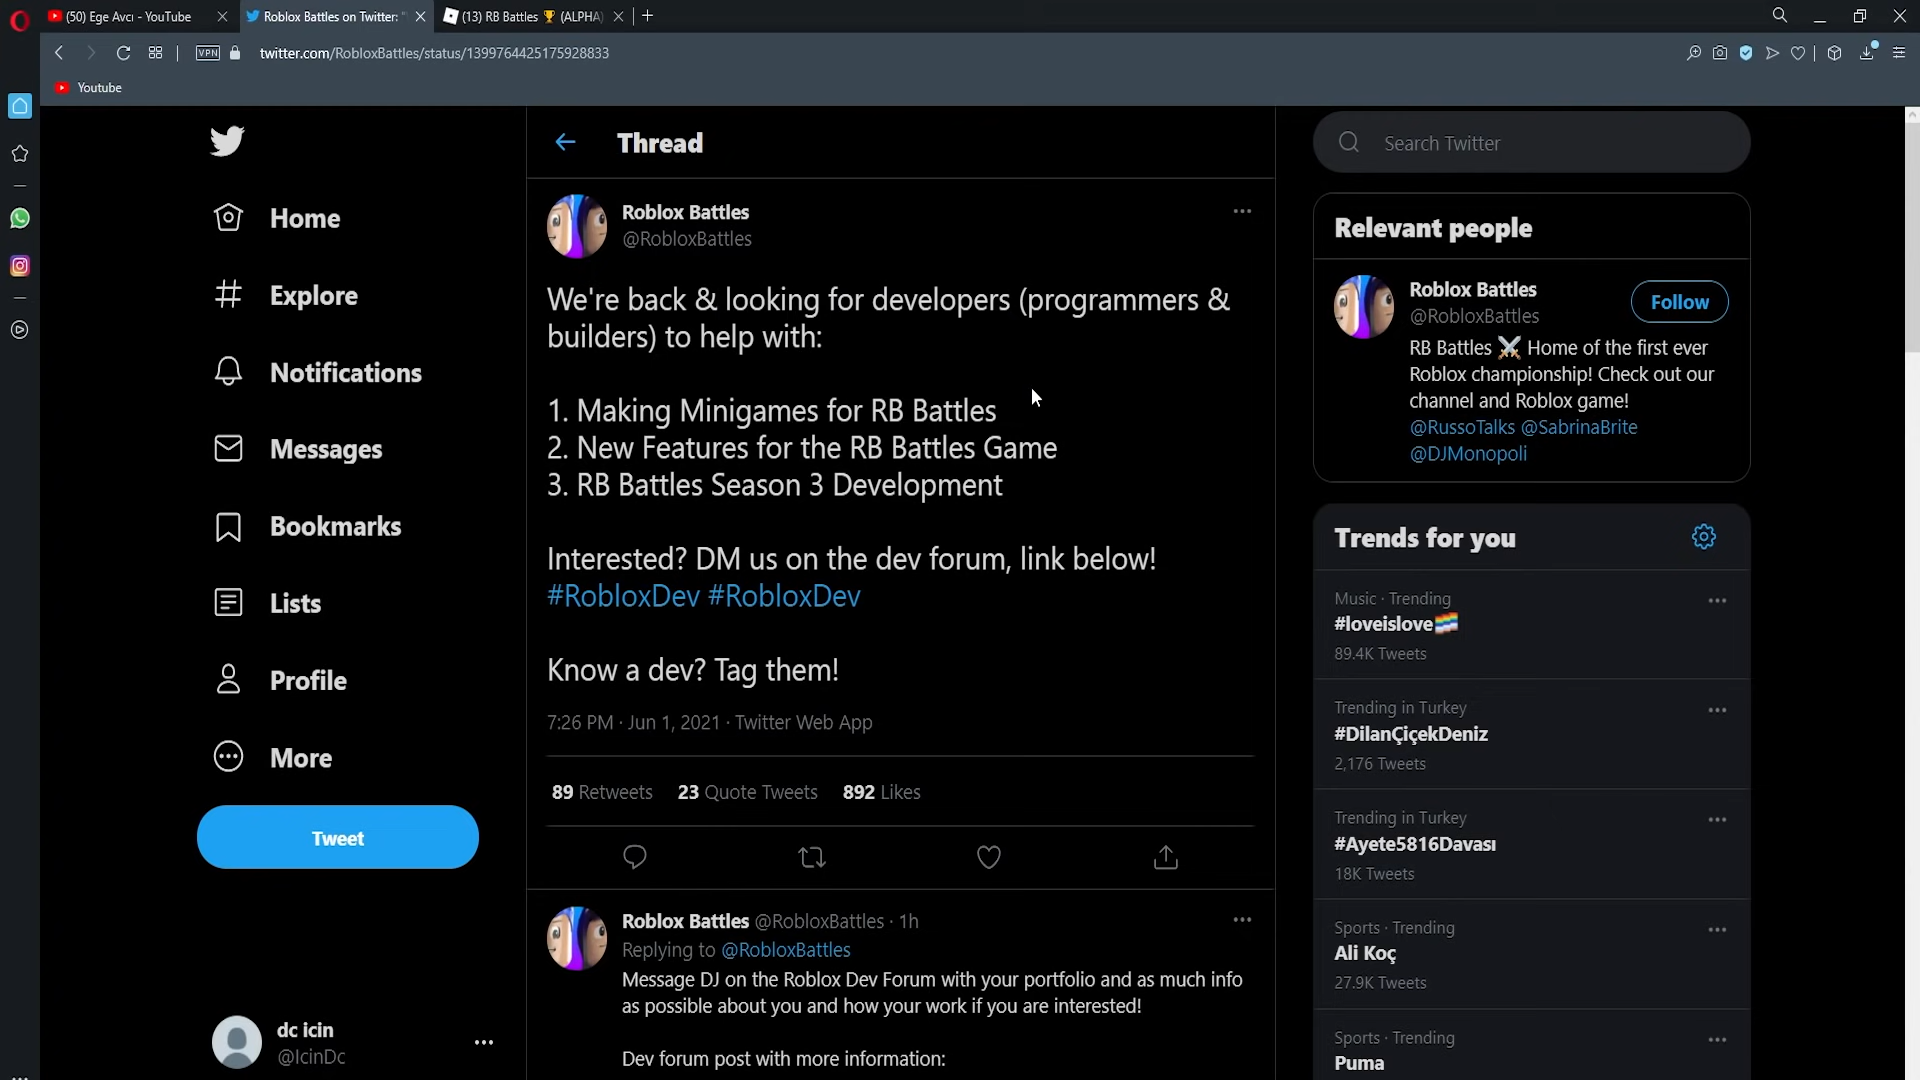 (50) Ege Avcı - YouTube
Roblox Battles on Twitter: "
(13) RB Battles 🏆 (ALPHA)
VPN
twitter.com/RobloxBattles/status/1399764425175928833
Youtube
Home
Explore
Notifications
Messages
Bookmarks
Lists
Profile
More
Tweet
dc icin
@IcinDc
Thread
Roblox Battles
@RobloxBattles
We're back & looking for developers (programmers &
builders) to help with:
1. Making Minigames for RB Battles
2. New Features for the RB Battles Game
3. RB Battles Season 3 Development
Interested? DM us on the dev forum, link below!
#RobloxDev #RobloxDev
Know a dev? Tag them!
7:26 PM · Jun 1, 2021 · Twitter Web App
89 Retweets 23 Quote Tweets 892 Likes
Roblox Battles @RobloxBattles · 1h
Replying to @RobloxBattles
Message DJ on the Roblox Dev Forum with your portfolio and as much info
as possible about you and how your work if you are interested!
Dev forum post with more information:
Search Twitter
Relevant people
Roblox Battles
@RobloxBattles
Follow
RB Battles ⚔️ Home of the first ever
Roblox championship! Check out our
channel and Roblox game!
@RussoTalks @SabrinaBrite
@DJMonopoli
Trends for you
Music · Trending
#loveislove🏳️‍🌈
89.4K Tweets
Trending in Turkey
#DilanÇiçekDeniz
2,176 Tweets
Trending in Turkey
#Ayete5816Davası
18K Tweets
Sports · Trending
Ali Koç
27.9K Tweets
Sports · Trending
Puma